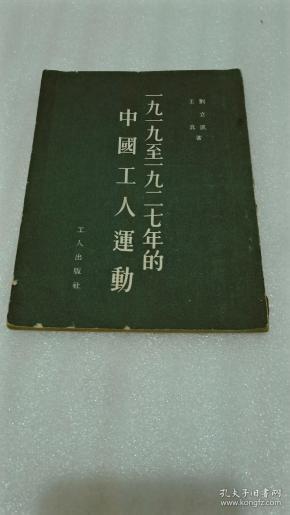 劉立凱
王真 著
一九一九至一九二七年的
中國工人運動
工人出版社
孔夫子旧书网